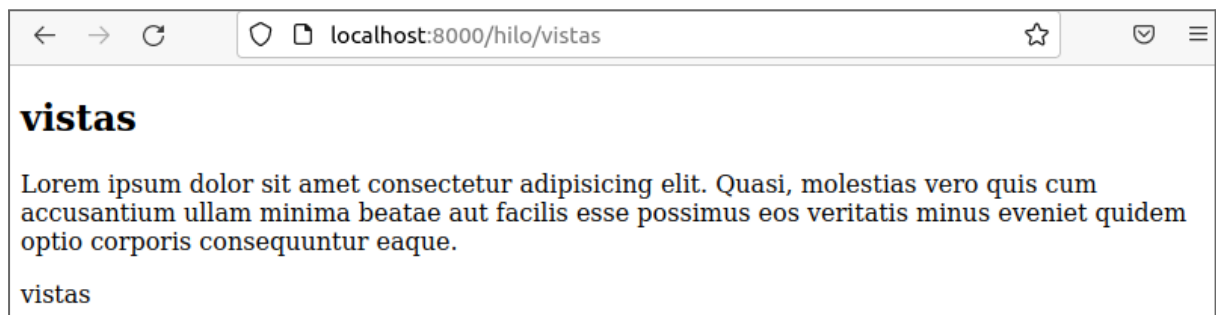 localhost:8000/hilo/vistas
vistas
Lorem ipsum dolor sit amet consectetur adipisicing elit. Quasi, molestias vero quis cum
accusantium ullam minima beatae aut facilis esse possimus eos veritatis minus eveniet quidem
optio corporis consequuntur eaque.
vistas